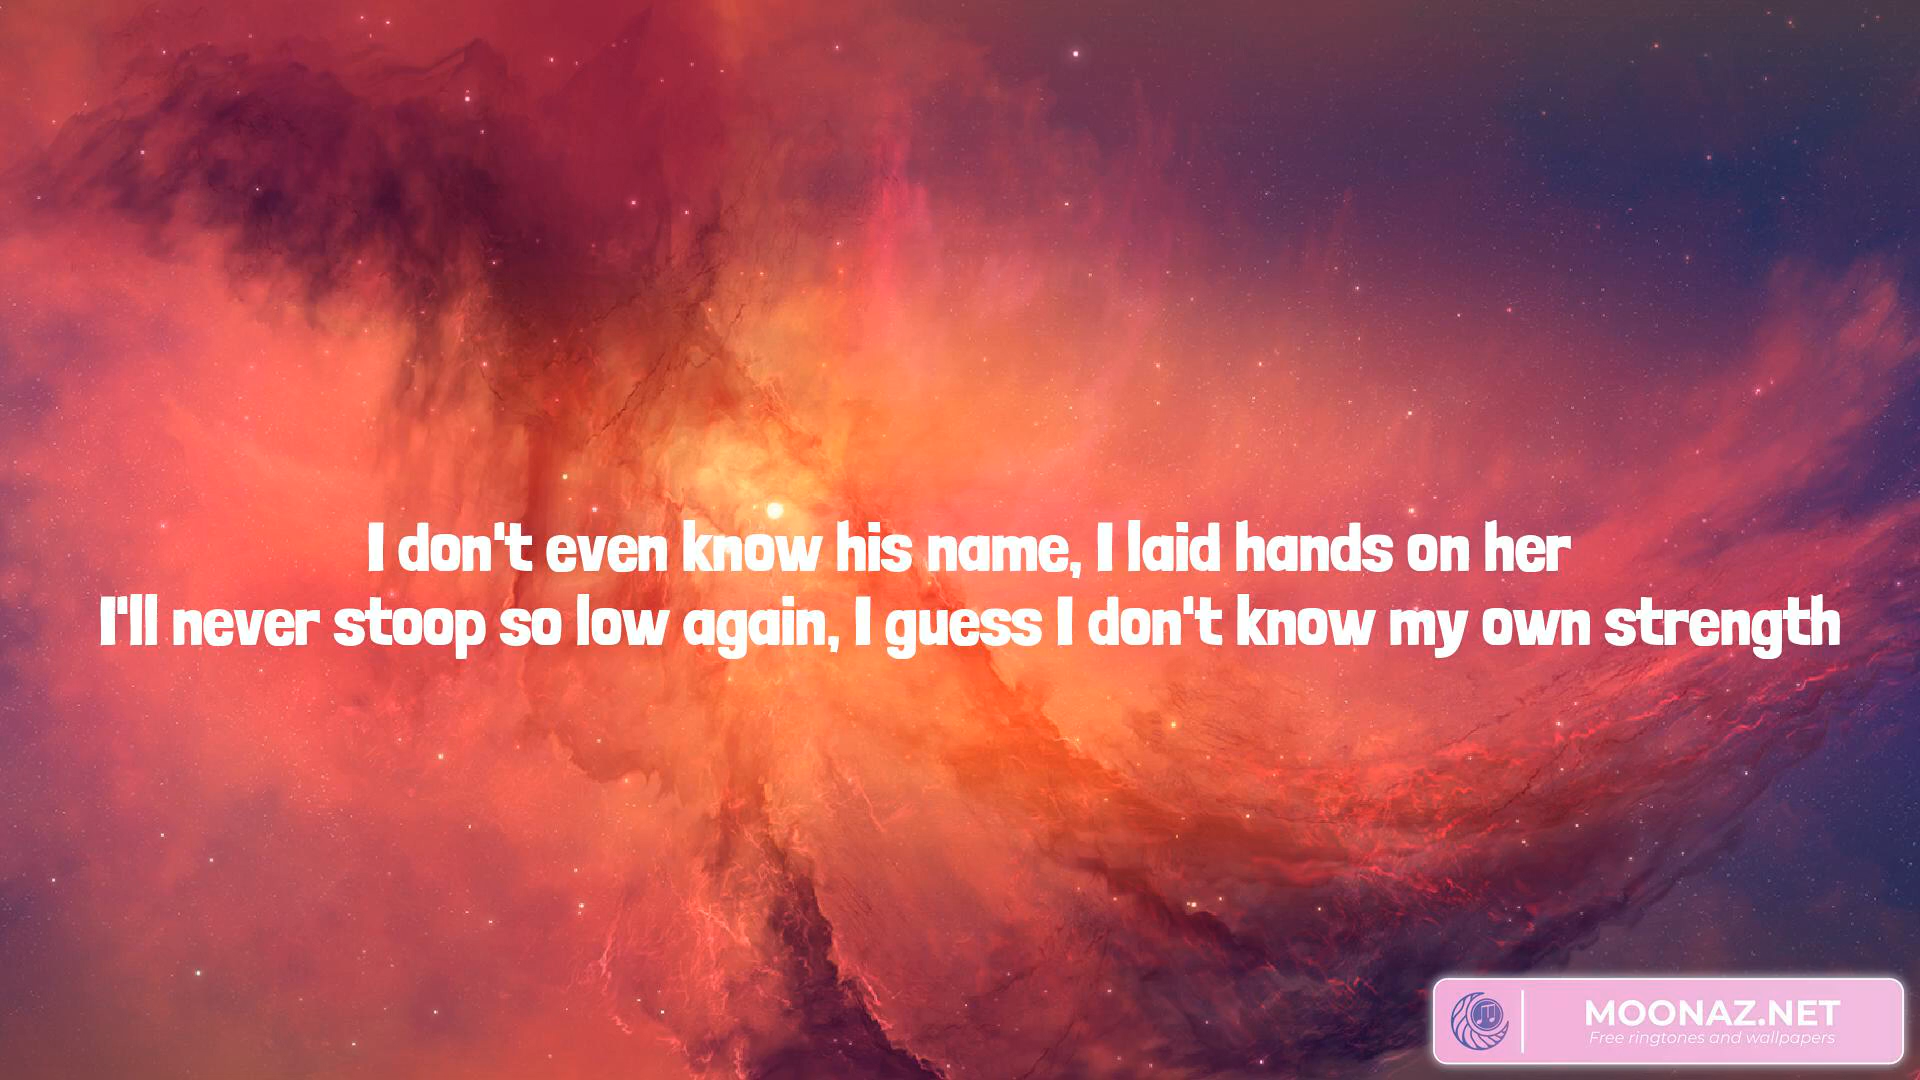 I don't even know his name, I laid hands on her
I'll never stoop so low again, I guess I don't know my own strength
MOONAZ.NET
Free ringtones and wallpapers